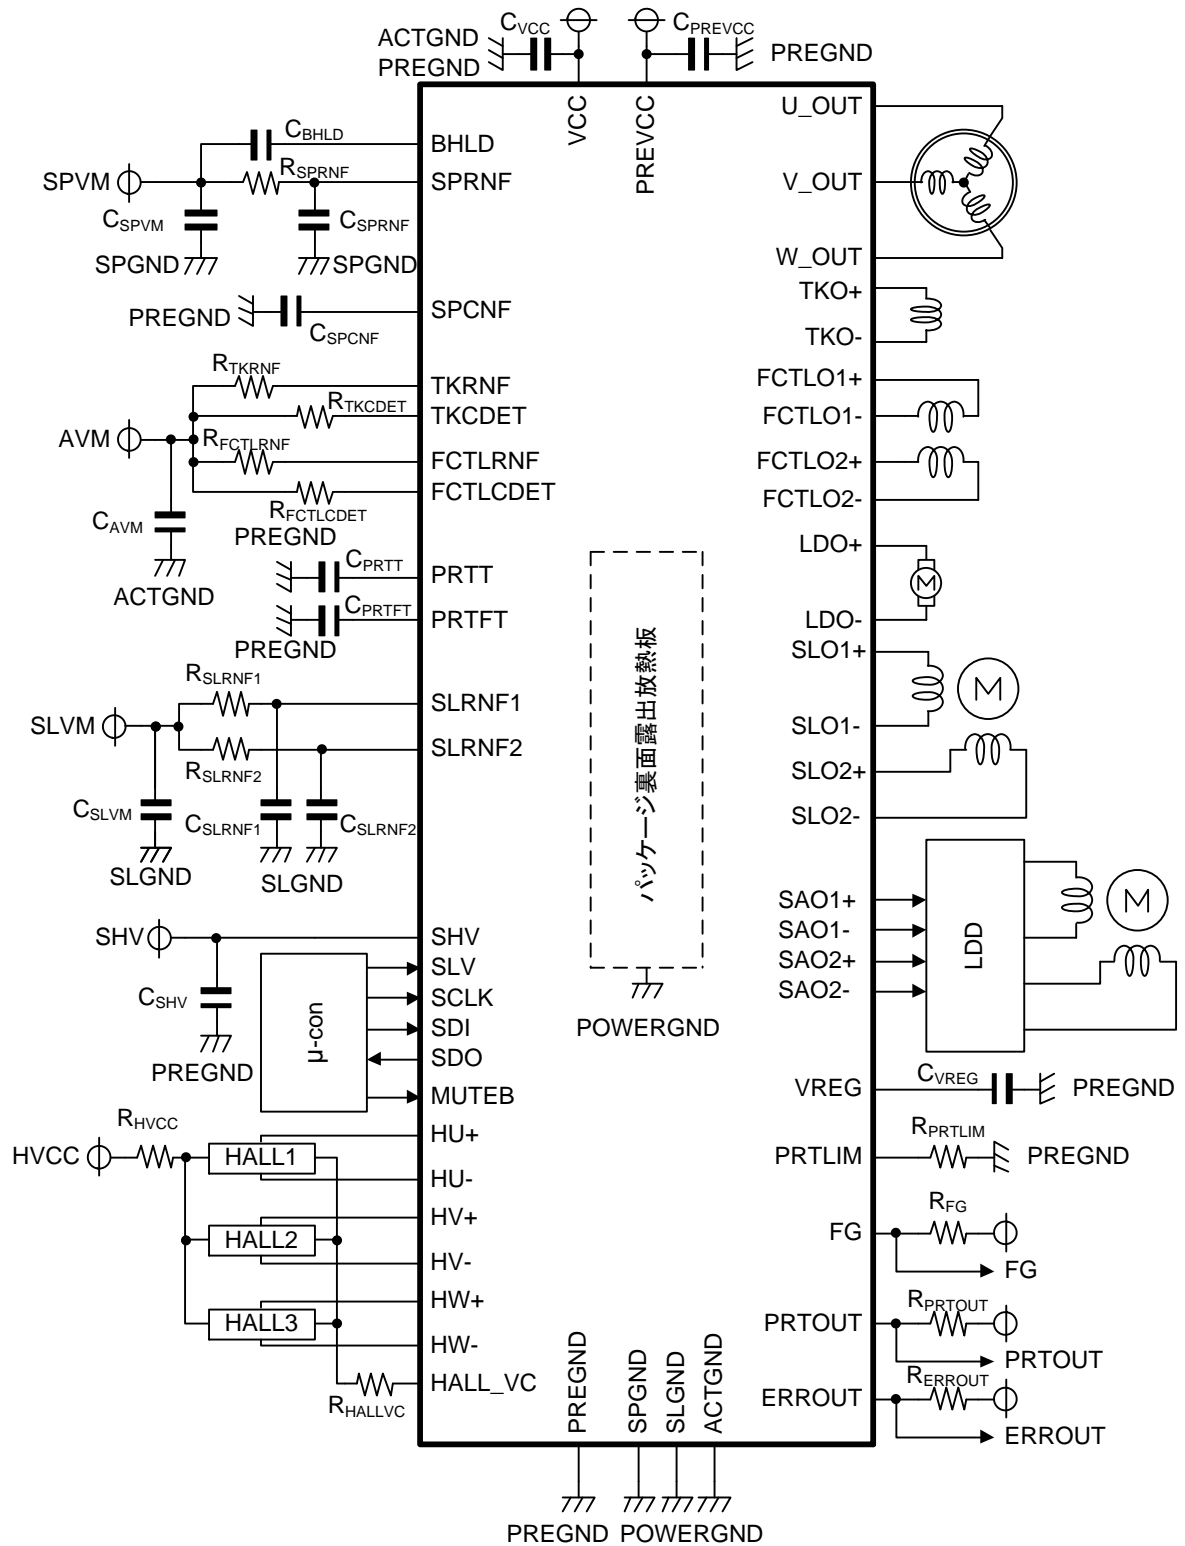 ACTGND
PREGND
CVCC
CPREVCC
PREGND
VCC
PREVCC
CBHLD
BHLD
SPVM
RSPRNF
SPRNF
CSPVM
CSPRNF
SPGND
SPGND
PREGND
CSPCNF
SPCNF
RTKRNF
TKRNF
RTKCDET
TKCDET
AVM
RFCTLRNF
FCTLRNF
FCTLCDET
RFCTLCDET
CAVM
ACTGND
PREGND
CPRTT
PRTT
CPRTFT
PRTFT
PREGND
RSLRNF1
SLRNF1
SLVM
SLRNF2
RSLRNF2
CSLVM
CSLRNF1
CSLRNF2
SLGND
SLGND
SHV
SHV
CSHV
PREGND
μ-con
SLV
SCLK
SDI
SDO
MUTEB
RHVCC
HVCC
HALL1
HU+
HU-
HALL2
HV+
HV-
HALL3
HW+
HW-
RHALLVC
HALL_VC
パッケージ裏面露出放熱板
POWERGND
U_OUT
V_OUT
W_OUT
TKO+
TKO-
FCTLO1+
FCTLO1-
FCTLO2+
FCTLO2-
LDO+
M
LDO-
SLO1+
M
SLO1-
SLO2+
SLO2-
SAO1+
SAO1-
SAO2+
SAO2-
LDD
M
VREG
CVREG
PREGND
PRTLIM
RPRTLIM
PREGND
FG
RFG
FG
PRTOUT
RPRTOUT
PRTOUT
ERROUT
RERROUT
ERROUT
PREGND
SPGND
SLGND
ACTGND
PREGND
POWERGND